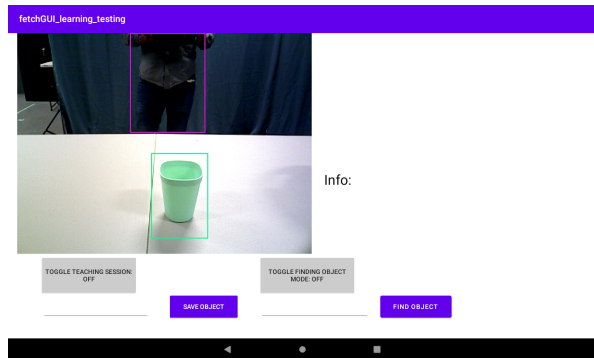 fetchGUI_learning_testing
Info:
TOGGLE TEACHING SESSION:
OFF
TOGGLE FINDING OBJECT
MODE: OFF
SAVE OBJECT
FIND OBJECT